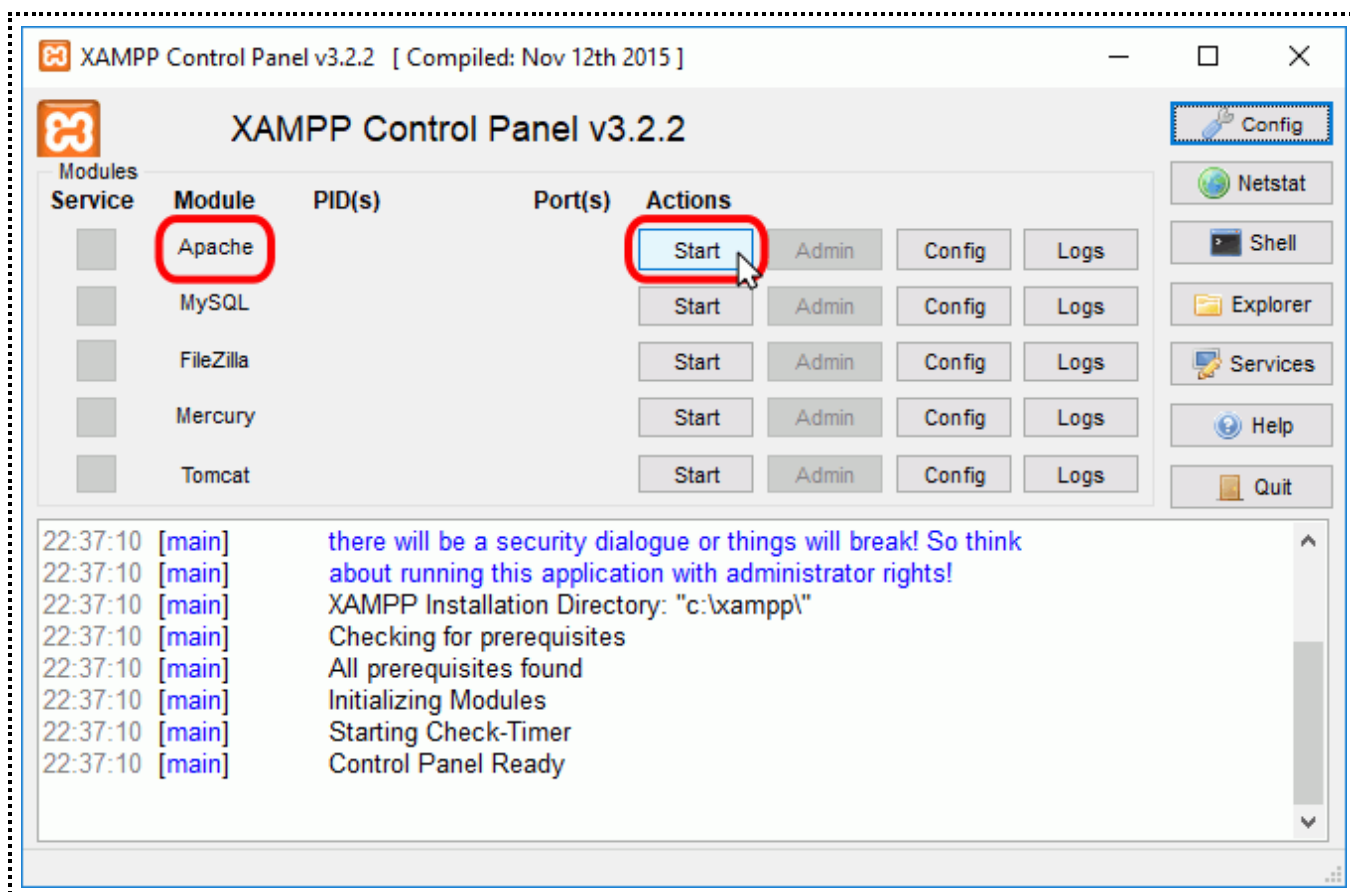 XAMPP Control Panel v3.2.2 [ Compiled: Nov 12th 2015 ]
XAMPP Control Panel v3.2.2
Config
Netstat
Shell
Explorer
Services
Help
Quit
Modules
Service Module PID(s) Port(s) Actions
Apache Start Admin Config Logs
MySQL Start Admin Config Logs
FileZilla Start Admin Config Logs
Mercury Start Admin Config Logs
Tomcat Start Admin Config Logs
22:37:10 [main] there will be a security dialogue or things will break! So think
22:37:10 [main] about running this application with administrator rights!
22:37:10 [main] XAMPP Installation Directory: "c:\xampp\"
22:37:10 [main] Checking for prerequisites
22:37:10 [main] All prerequisites found
22:37:10 [main] Initializing Modules
22:37:10 [main] Starting Check-Timer
22:37:10 [main] Control Panel Ready